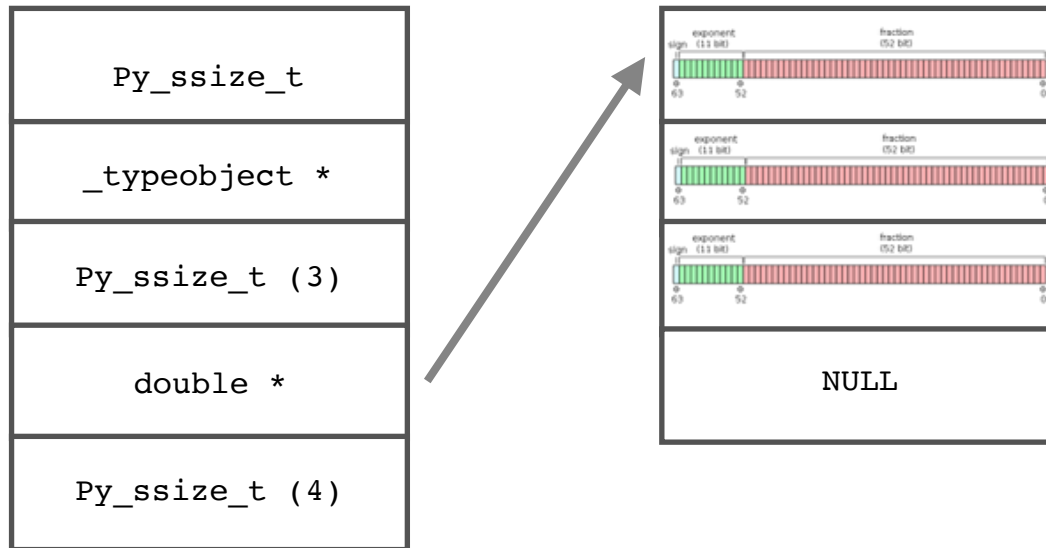 Py_ssize_t
_typeobject *
Py_ssize_t (3)
double *
Py_ssize_t (4)
exponent
fraction
sign (11 bit)
(52 bit)
63
52
0
exponent
fraction
sign (11 bit)
(52 bit)
63
52
0
exponent
fraction
sign (11 bit)
(52 bit)
63
52
0
NULL